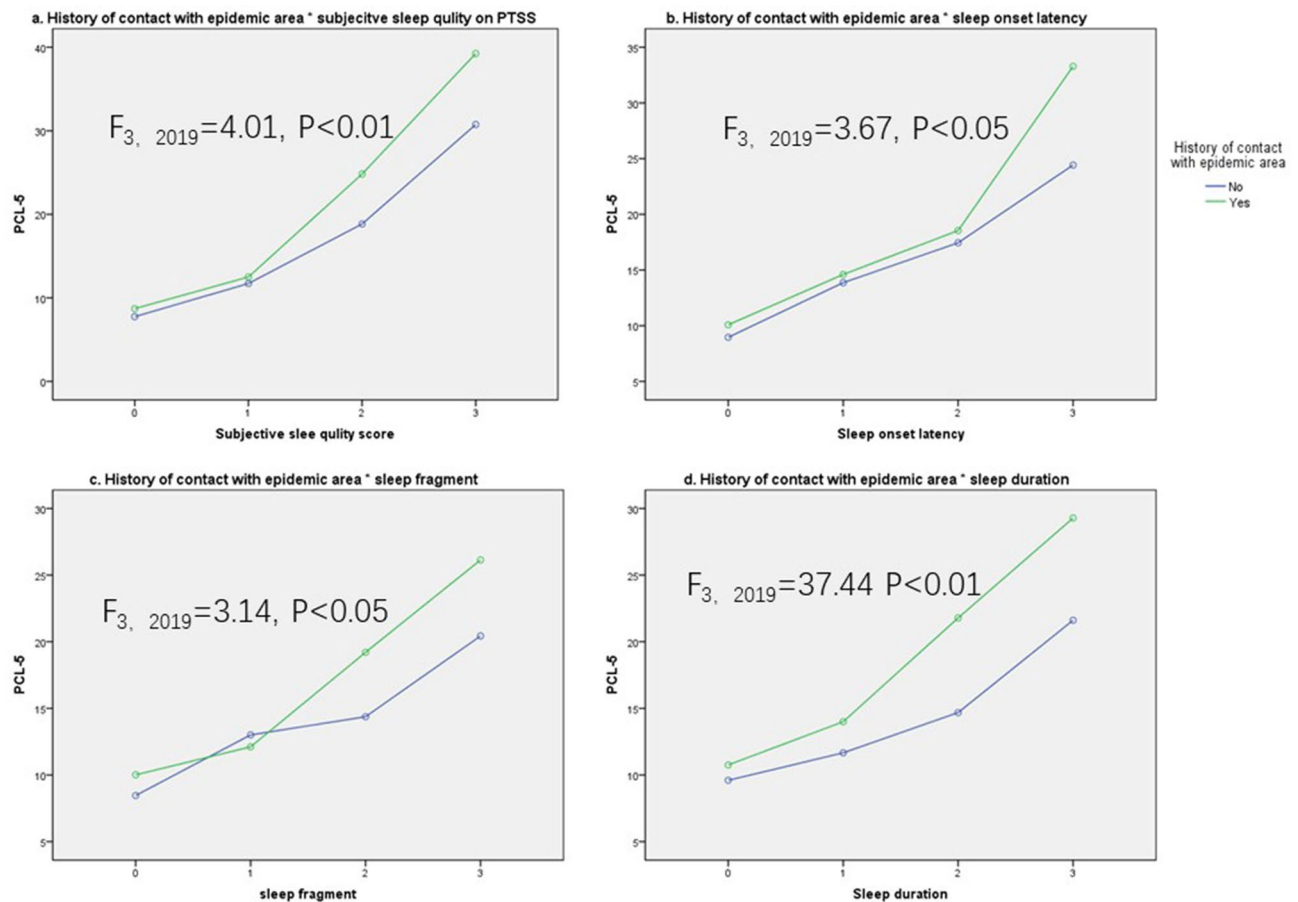 a. History of contact with epidemic area * subjecitve sleep qulity on PTSS
40
30
20
10
0
PCL-5
F3, 2019=4.01, P<0.01
0 1 2 3
Subjective slee qulity score
b. History of contact with epidemic area * sleep onset latency
35
30
25
20
15
10
5
PCL-5
F3, 2019=3.67, P<0.05
0 1 2 3
Sleep onset latency
History of contact
with epidemic area
No
Yes
c. History of contact with epidemic area * sleep fragment
30
25
20
15
10
5
PCL-5
F3, 2019=3.14, P<0.05
0 1 2 3
sleep fragment
d. History of contact with epidemic area * sleep duration
30
25
20
15
10
5
PCL-5
F3, 2019=37.44 P<0.01
0 1 2 3
Sleep duration